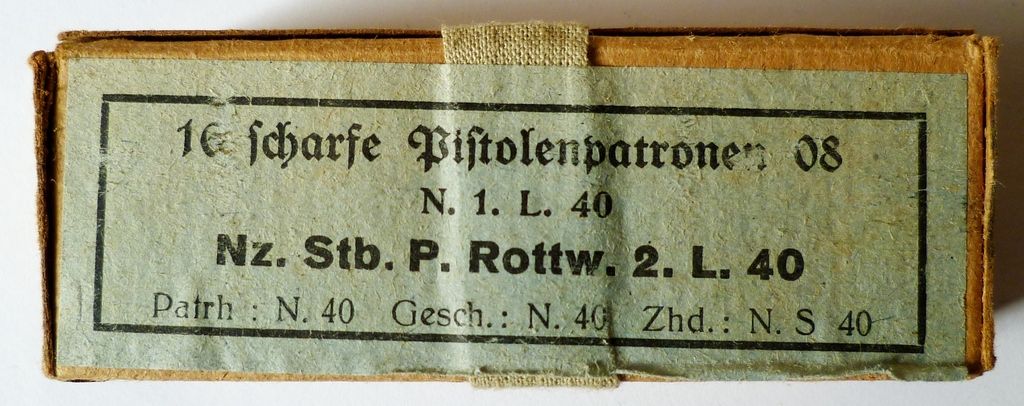 16 scharfe Pistolenpatronen 08
N. 1. L. 40
Nz. Stb. P. Rottw. 2. L. 40
Patrh : N. 40 Gesch. : N. 40 Zhd. : N. S 40